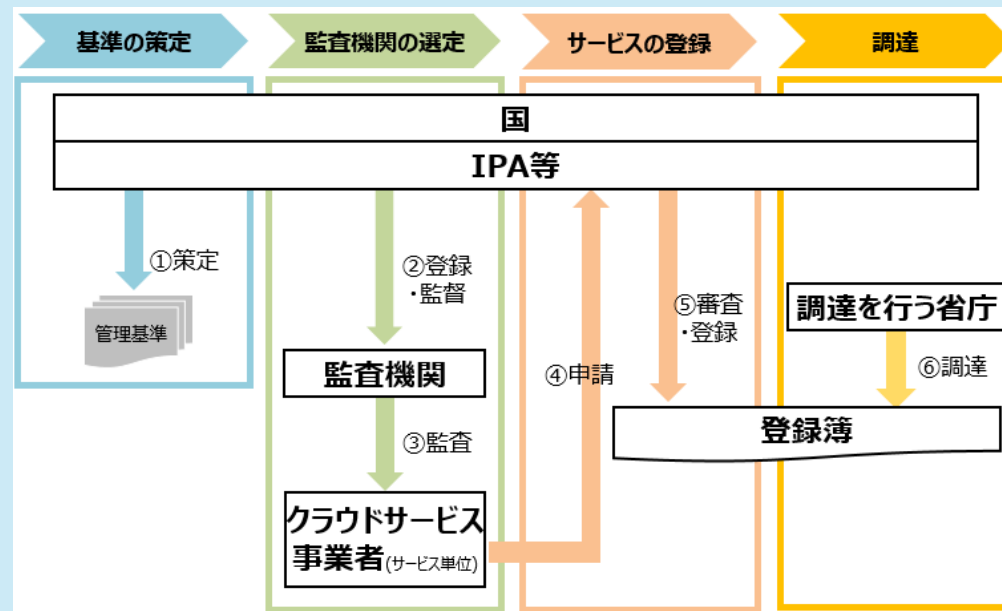 基準の策定
監査機関の選定
サービスの登録
調達
国
IPA等
①策定
管理基準
②登録
・監督
監査機関
③監査
クラウドサービス
事業者(サービス単位)
④申請
⑤審査
・登録
調達を行う省庁
⑥調達
登録簿